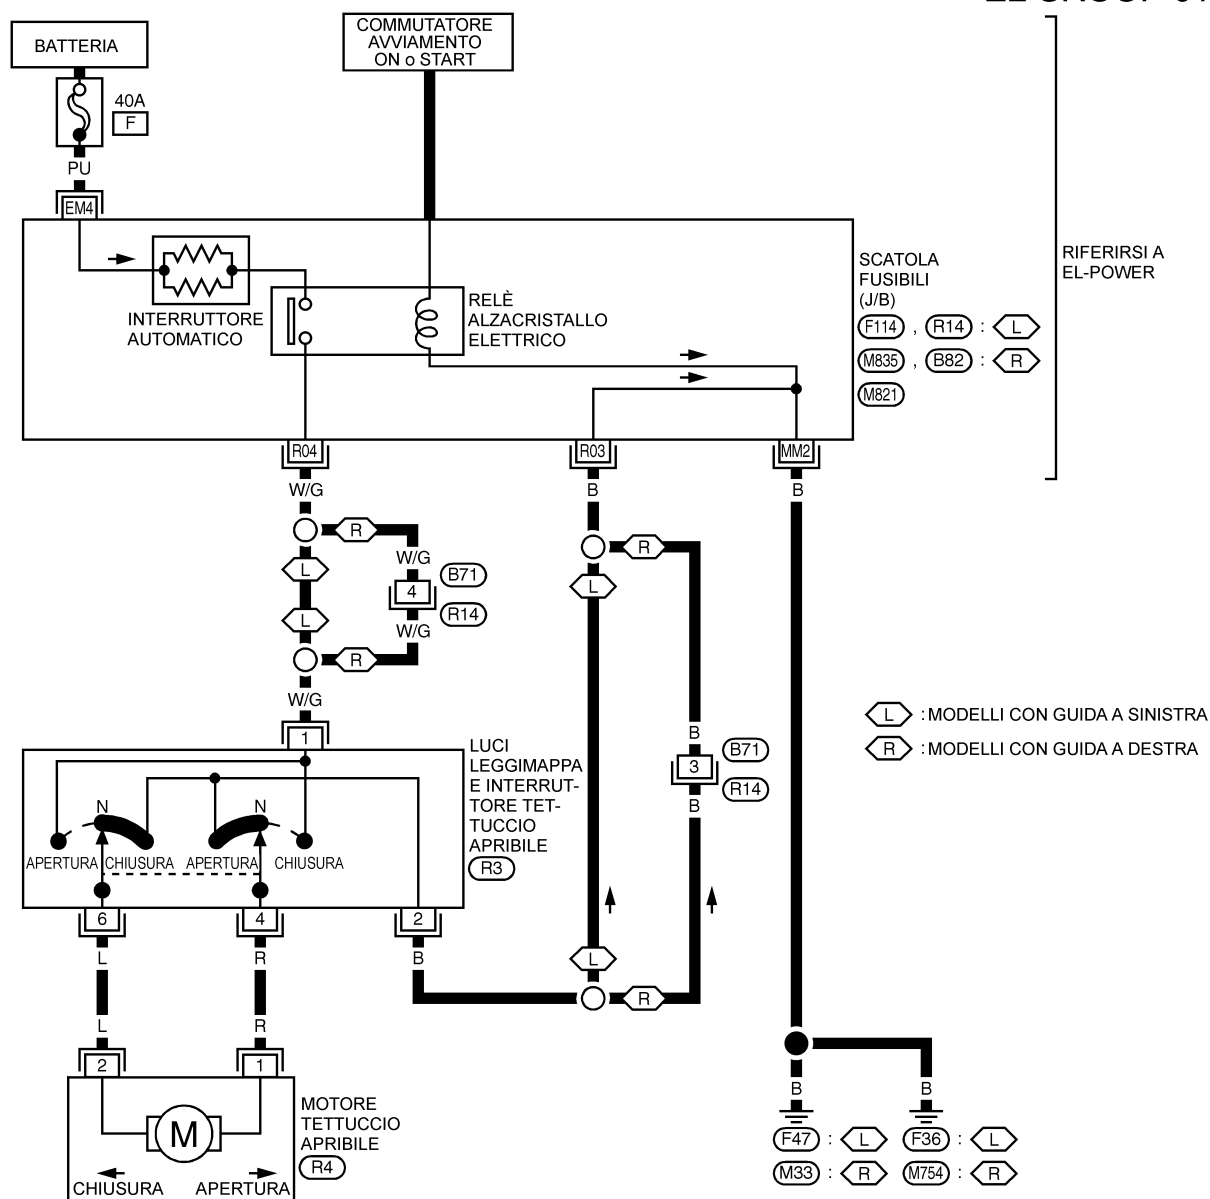 BATTERIA
COMMUTATORE
AVVIAMENTO
ON o START
40A
F
PU
EM4
INTERRUTTORE
AUTOMATICO
RELÈ
ALZACRISTALLO
ELETTRICO
SCATOLA
FUSIBILI
(J/B)
F114 , R14 : L
M835 , B82 : R
M821
RIFERIRSI A
EL-POWER
R04
R03
MM2
W/G
B
B
R
R
L
W/G
L
4
B71
R14
L
W/G
R
W/G
L : MODELLI CON GUIDA A SINISTRA
R : MODELLI CON GUIDA A DESTRA
1
B
3
B71
R14
B
LUCI
LEGGIMAPPA
E INTERRUT-
TORE TET-
TUCCIO
APRIBILE
R3
N
N
APERTURA CHIUSURA APERTURA CHIUSURA
6
4
2
L
R
B
L
R
L
R
2
1
MOTORE
TETTUCCIO
APRIBILE
R4
M
CHIUSURA
APERTURA
B
B
F47 : L
F36 : L
M33 : R
M754 : R